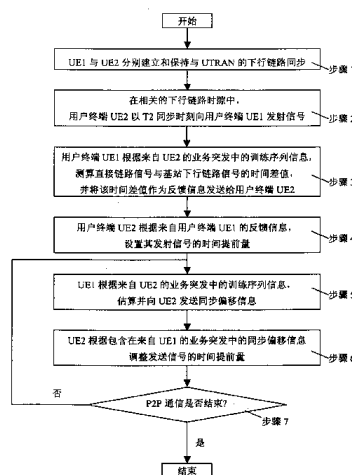 开始
UE1 与 UE2 分别建立和保持与 UTRAN 的下行链路同步
步骤 1
在相关的下行链路时隙中，
用户终端 UE2 以 T2 同步时刻向用户终端 UE1 发射信号
步骤 2
用户终端 UE1 根据来自 UE2 的业务突发中的训练序列信息，
测算直接链路信号与基站下行链路信号的时间差值，
并将该时间差值作为反馈信息发送给用户终端 UE2
步骤 3
用户终端 UE2 根据来自用户终端 UE1 的反馈信息，
设置其发射信号的时间提前量
步骤 4
UE1 根据来自 UE2 的业务突发中的训练序列信息，
估算并向 UE2 发送同步偏移信息
步骤 5
UE2 根据包含在来自 UE1 的业务突发中的同步偏移信息
调整发送信号的时间提前量
步骤 6
否
P2P 通信是否结束？
步骤 7
是
结束